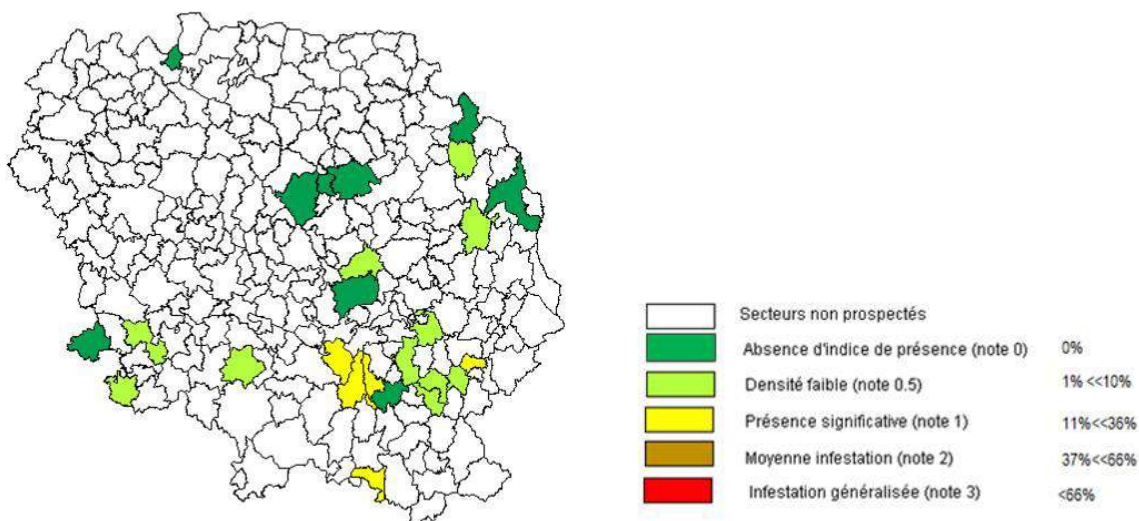 Secteurs non prospectés
Absence d'indice de présence (note 0) 0%
Densité faible (note 0.5) 1% <<10%
Présence significative (note 1) 11%<<36%
Moyenne infestation (note 2) 37%<<66%
Infestation généralisée (note 3) <66%